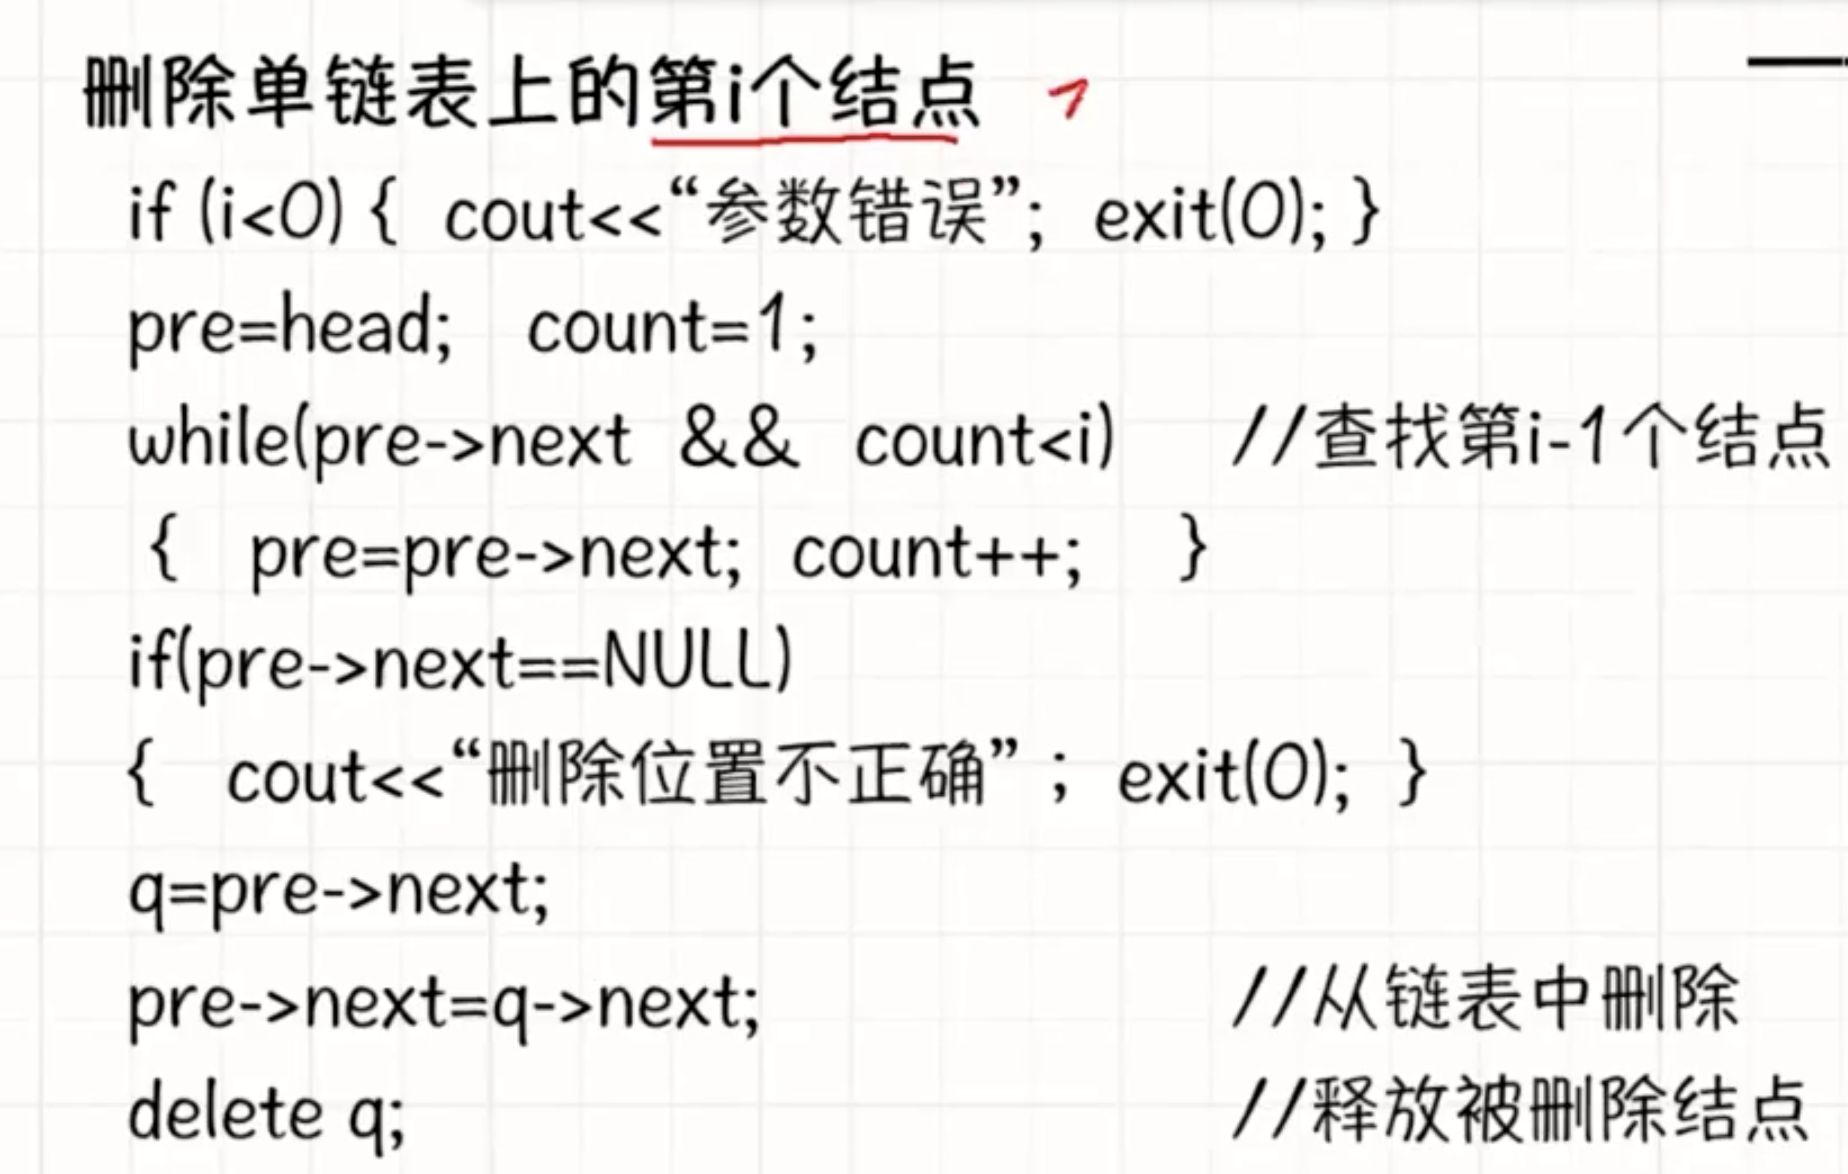 删除单链表上的第i个结点
if (i<0) { cout<<“参数错误”; exit(0); }
pre=head; count=1;
while(pre->next && count<i) //查找第i-1个结点
{ pre=pre->next; count++; }
if(pre->next==NULL)
{ cout<<“删除位置不正确” ; exit(0); }
q=pre->next;
pre->next=q->next; //从链表中删除
delete q; //释放被删除结点